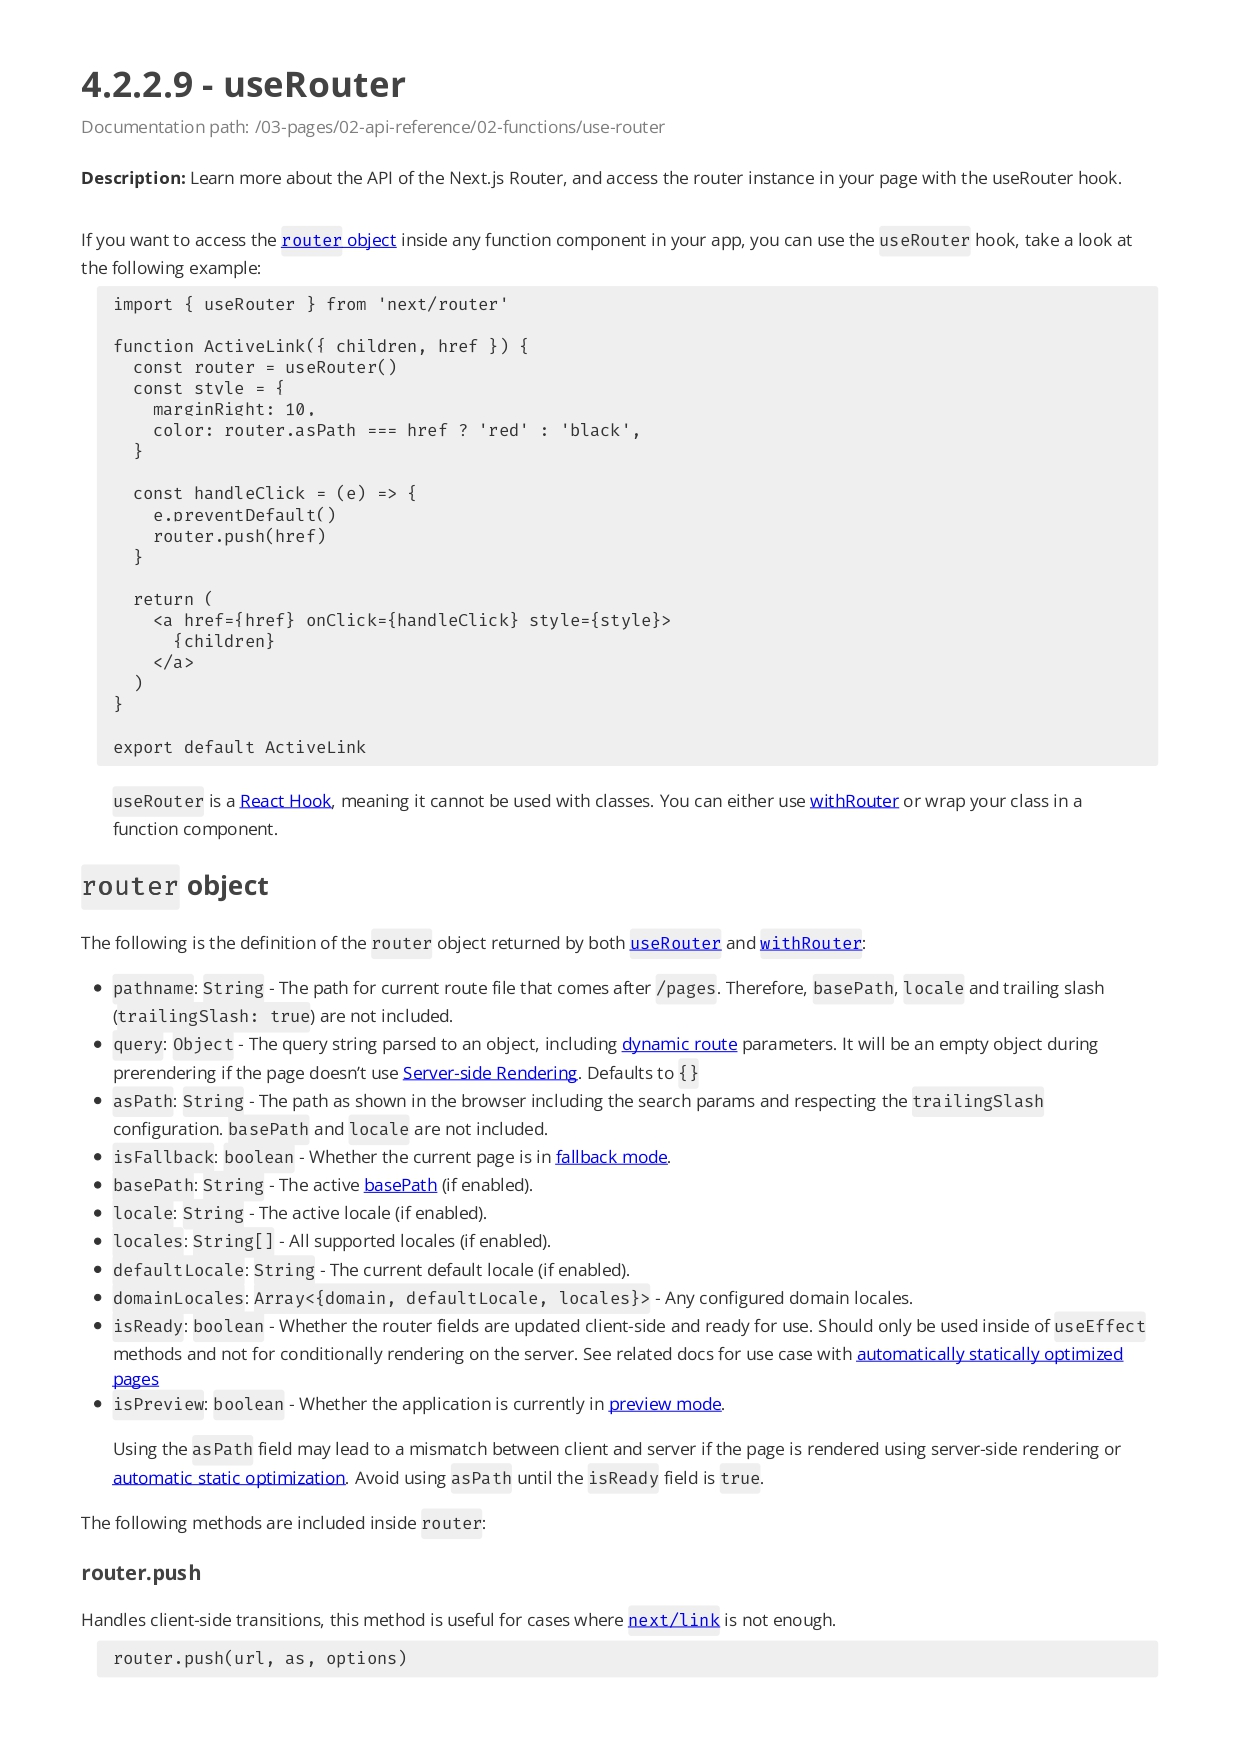 4.2.2.9 - useRouter
Documentation path: /03-pages/02-api-reference/02-functions/use-router
Description: Learn more about the API of the Next.js Router, and access the router instance in your page with the useRouter hook.
If you want to access the router object inside any function component in your app, you can use the useRouter hook, take a look at
the following example:
import { useRouter } from 'next/router'

function ActiveLink({ children, href }) {
  const router = useRouter()
  const style = {
    marginRight: 10,
    color: router.asPath === href ? 'red' : 'black',
  }

  const handleClick = (e) => {
    e.preventDefault()
    router.push(href)
  }

  return (
    <a href={href} onClick={handleClick} style={style}>
      {children}
    </a>
  )
}

export default ActiveLink
useRouter is a React Hook, meaning it cannot be used with classes. You can either use withRouter or wrap your class in a
function component.
router object
The following is the definition of the router object returned by both useRouter and withRouter:
• pathname: String - The path for current route file that comes after /pages. Therefore, basePath, locale and trailing slash
(trailingSlash: true) are not included.
• query: Object - The query string parsed to an object, including dynamic route parameters. It will be an empty object during
prerendering if the page doesn’t use Server-side Rendering. Defaults to {}
• asPath: String - The path as shown in the browser including the search params and respecting the trailingSlash
configuration. basePath and locale are not included.
• isFallback: boolean - Whether the current page is in fallback mode.
• basePath: String - The active basePath (if enabled).
• locale: String - The active locale (if enabled).
• locales: String[] - All supported locales (if enabled).
• defaultLocale: String - The current default locale (if enabled).
• domainLocales: Array<{domain, defaultLocale, locales}> - Any configured domain locales.
• isReady: boolean - Whether the router fields are updated client-side and ready for use. Should only be used inside of useEffect
methods and not for conditionally rendering on the server. See related docs for use case with automatically statically optimized
pages
• isPreview: boolean - Whether the application is currently in preview mode.
Using the asPath field may lead to a mismatch between client and server if the page is rendered using server-side rendering or
automatic static optimization. Avoid using asPath until the isReady field is true.
The following methods are included inside router:
router.push
Handles client-side transitions, this method is useful for cases where next/link is not enough.
router.push(url, as, options)